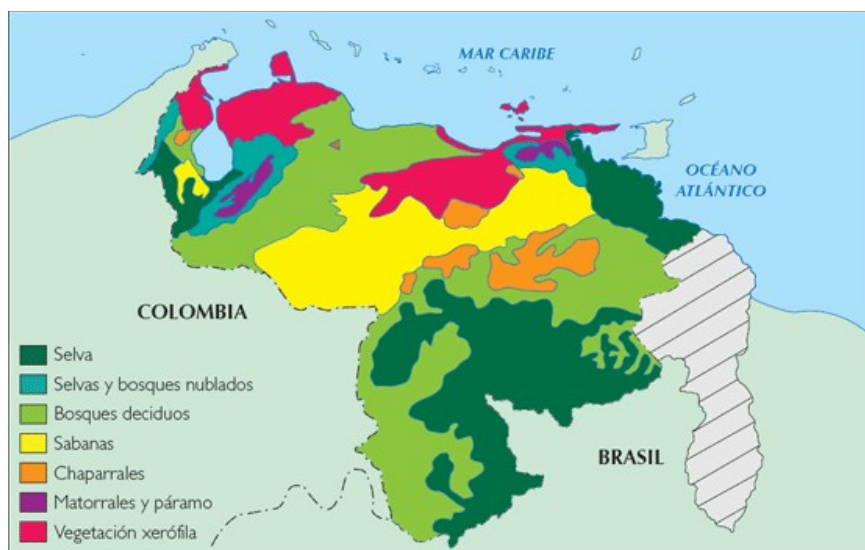 MAR CARIBE
OCÉANO
ATLÁNTICO
COLOMBIA
BRASIL
Selva
Selvas y bosques nublados
Bosques deciduos
Sabanas
Chaparrales
Matorrales y páramo
Vegetación xerófila